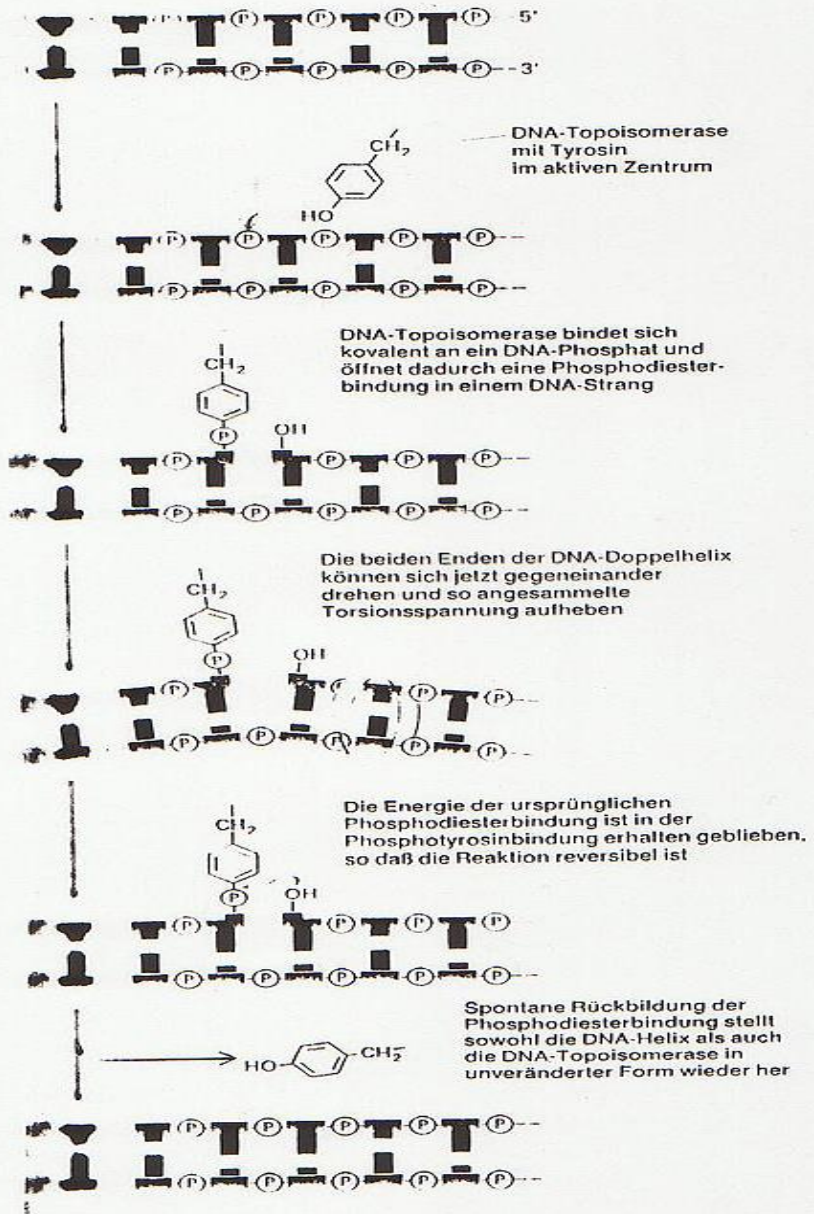 P P P P P 5'
P P P P P 3'
DNA-Topoisomerase
mit Tyrosin
im aktiven Zentrum
CH2
HO
P P P P P
P P P P P
DNA-Topoisomerase bindet sich
kovalent an ein DNA-Phosphat und
öffnet dadurch eine Phosphodiester-
bindung in einem DNA-Strang
CH2
P
OH
P P P P
P P P P P
Die beiden Enden der DNA-Doppelhelix
können sich jetzt gegeneinander
drehen und so angesammelte
Torsionsspannung aufheben
CH2
P
OH
P P P
P P P P P
Die Energie der ursprünglichen
Phosphodiesterbindung ist in der
Phosphotyrosinbindung erhalten geblieben,
so daß die Reaktion reversibel ist
CH2
P
OH
P P P P
P P P P P
Spontane Rückbildung der
Phosphodiesterbindung stellt
sowohl die DNA-Helix als auch
die DNA-Topoisomerase in
unveränderter Form wieder her
HO CH2
P P P P P
P P P P P